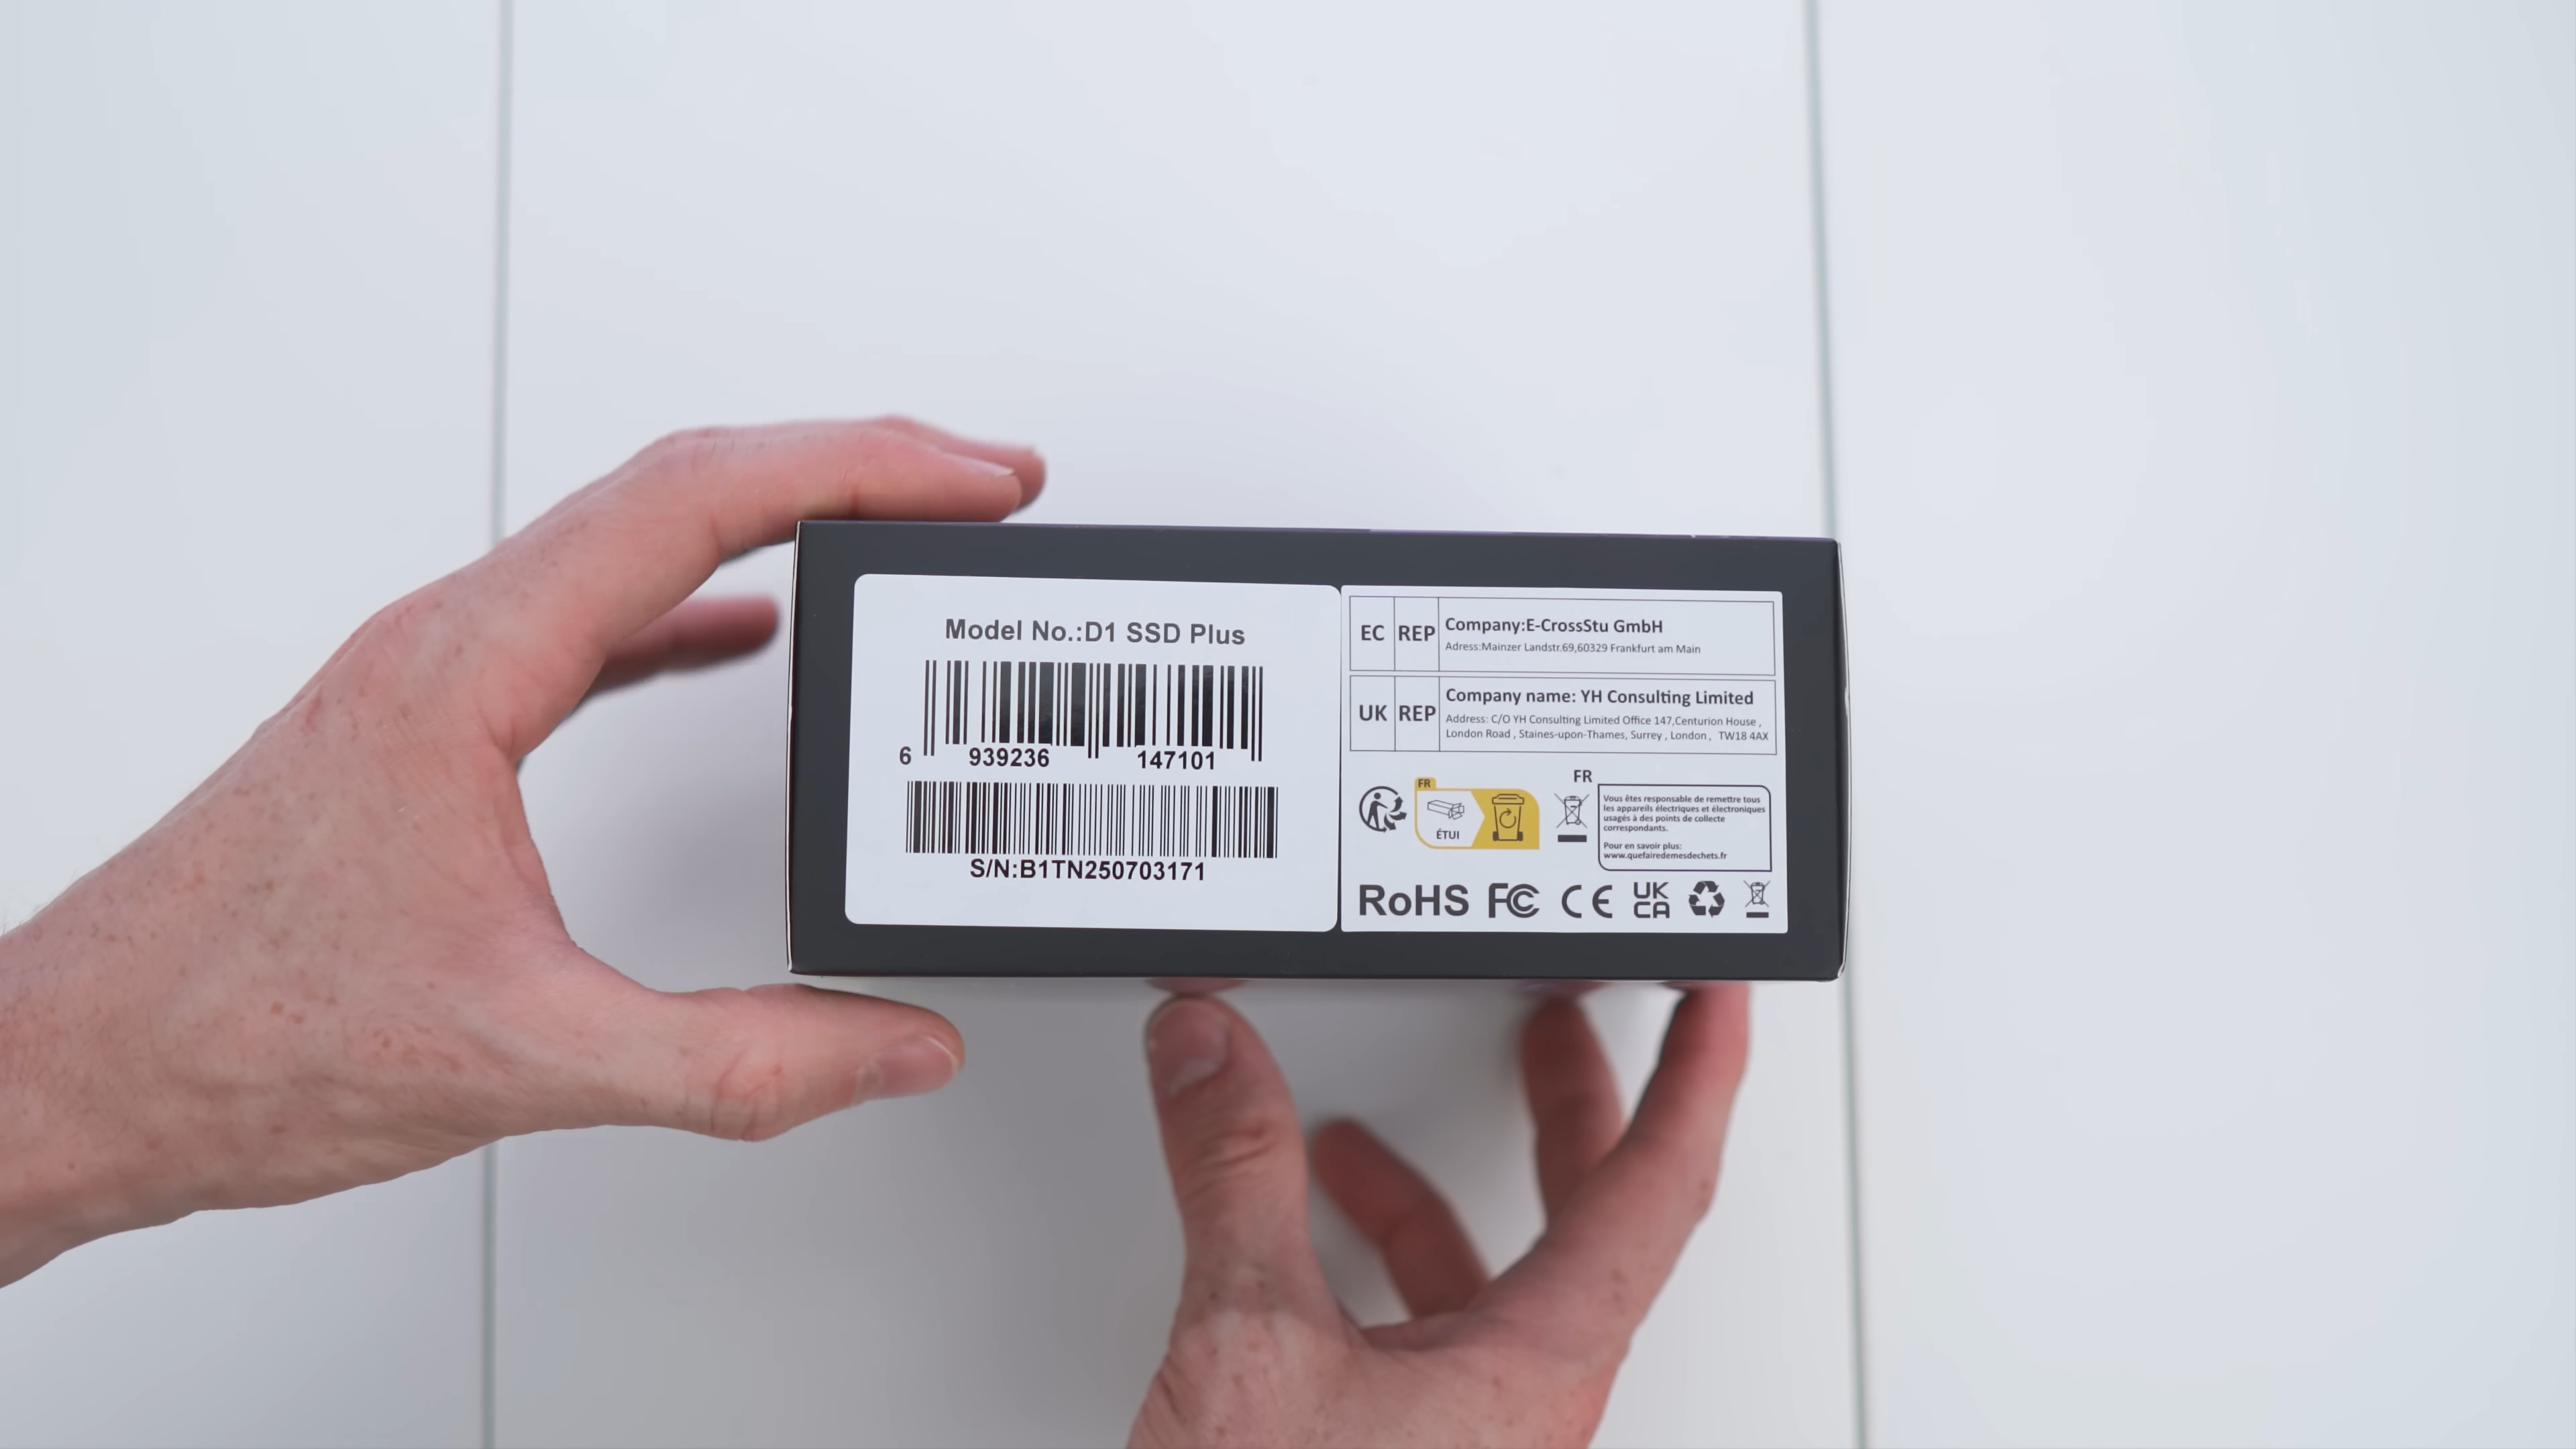 Model No.:D1 SSD Plus
6 939236 147101
S/N:B1TN250703171
EC REP
Company:E-CrossStu GmbH
Adress:Mainzer Landstr.69,60329 Frankfurt am Main
UK REP
Company name: YH Consulting Limited
Address: C/O YH Consulting Limited Office 147,Centurion House ,
London Road , Staines-upon-Thames, Surrey , London , TW18 4AX
FR
ÉTUI
FR
Vous êtes responsable de remettre tous
les appareils électriques et électroniques
usagés à des points de collecte
correspondants.
Pour en savoir plus:
www.quefairedemesdechets.fr
RoHS FC CE UK
CA